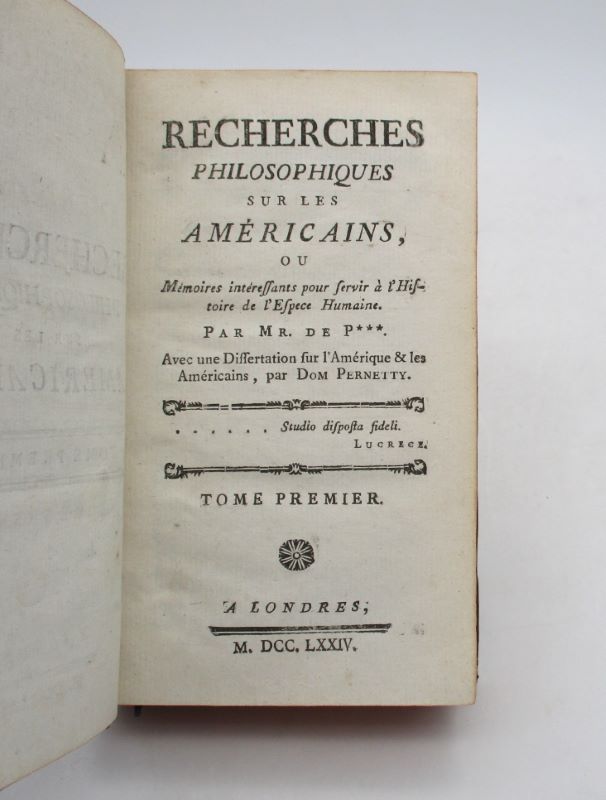 RECHERCHES
PHILOSOPHIQUES
SUR LES
AMÉRICAINS,
OU
Mémoires intéreſſants pour ſervir à l'Hiſ-
toire de l'Eſpece Humaine.
PAR MR. DE P***.
Avec une Diſſertation ſur l'Amérique & les
Américains, par DOM PERNETTY.
. . . . . . Studio diſpoſta fideli.
LUCRECE.
TOME PREMIER.
A LONDRES,
M. DCC. LXXIV.